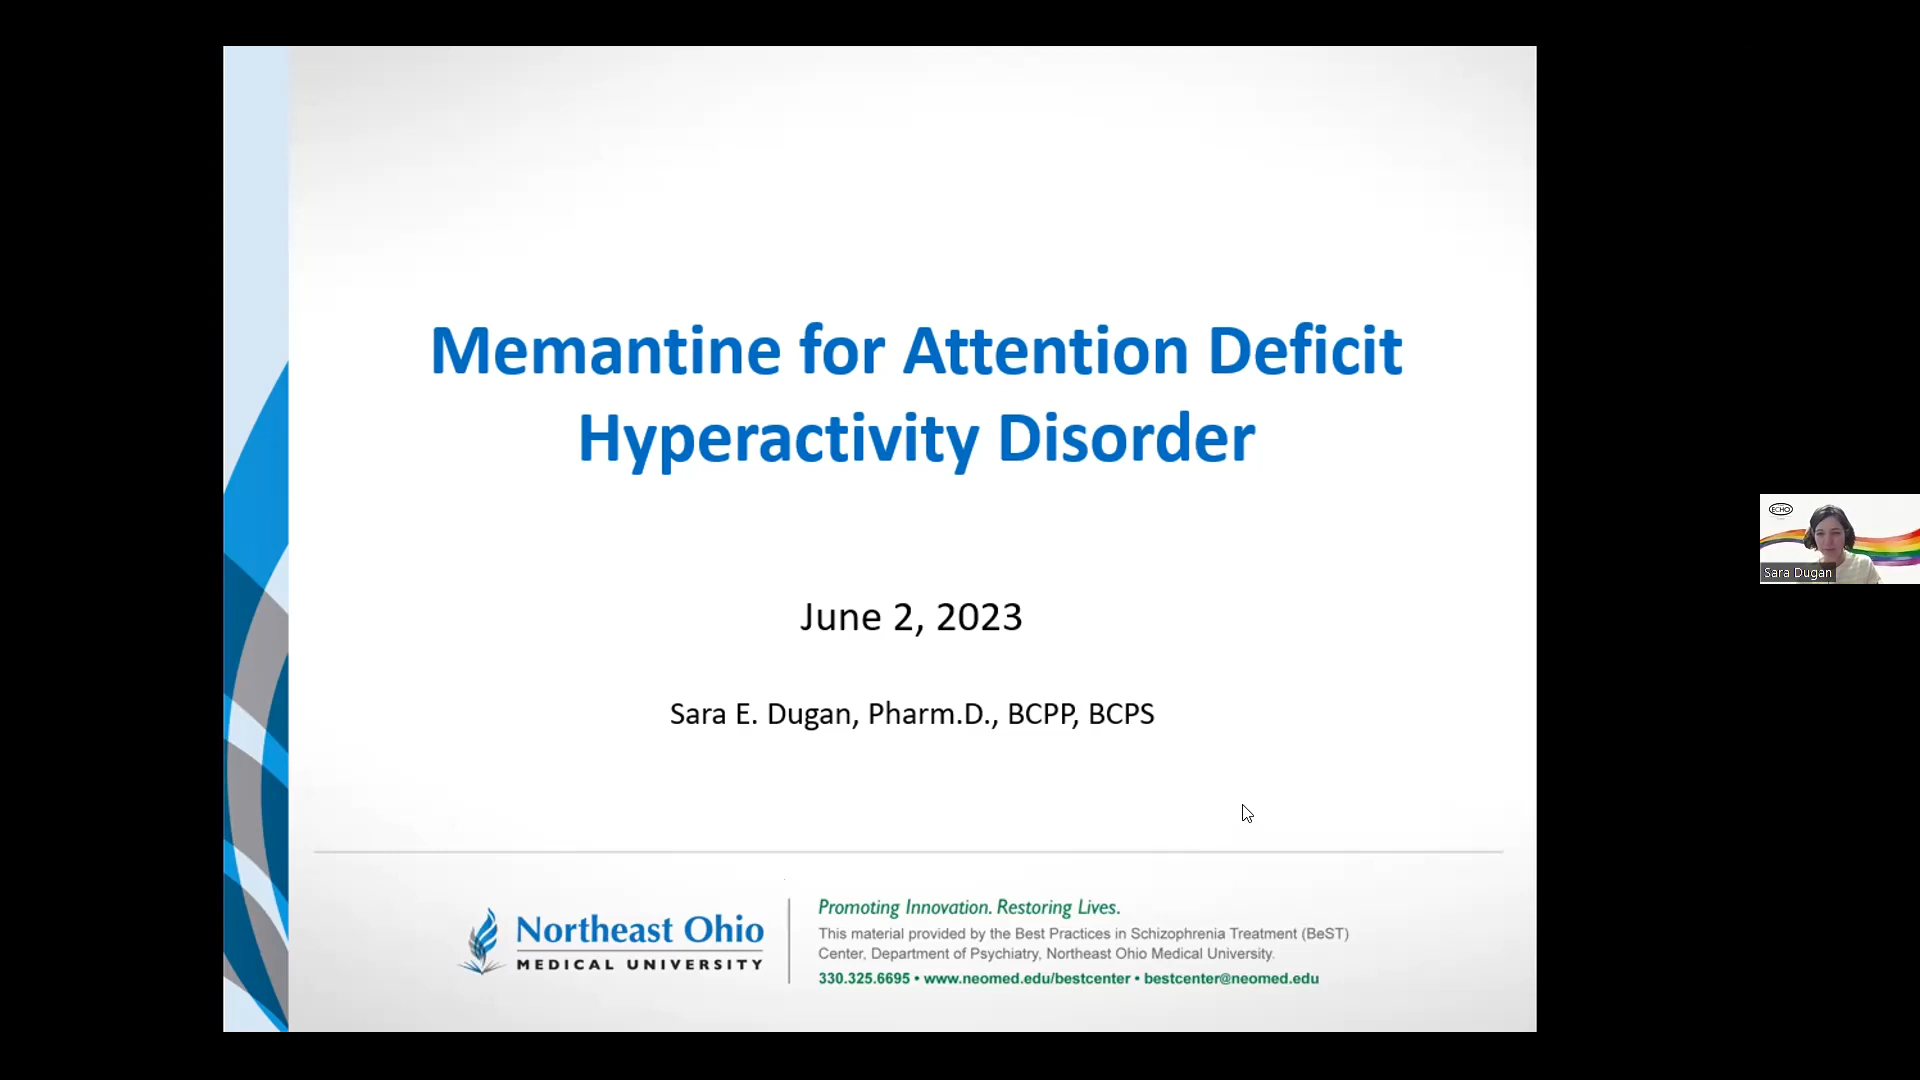 Memantine for Attention Deficit
Hyperactivity Disorder
June 2, 2023
Sara E. Dugan, Pharm.D., BCPP, BCPS
Northeast Ohio
MEDICAL UNIVERSITY
Promoting Innovation. Restoring Lives.
This material provided by the Best Practices in Schizophrenia Treatment (BeST)
Center, Department of Psychiatry, Northeast Ohio Medical University.
330.325.6695 • www.neomed.edu/bestcenter • bestcenter@neomed.edu
ECHO
Sara Dugan